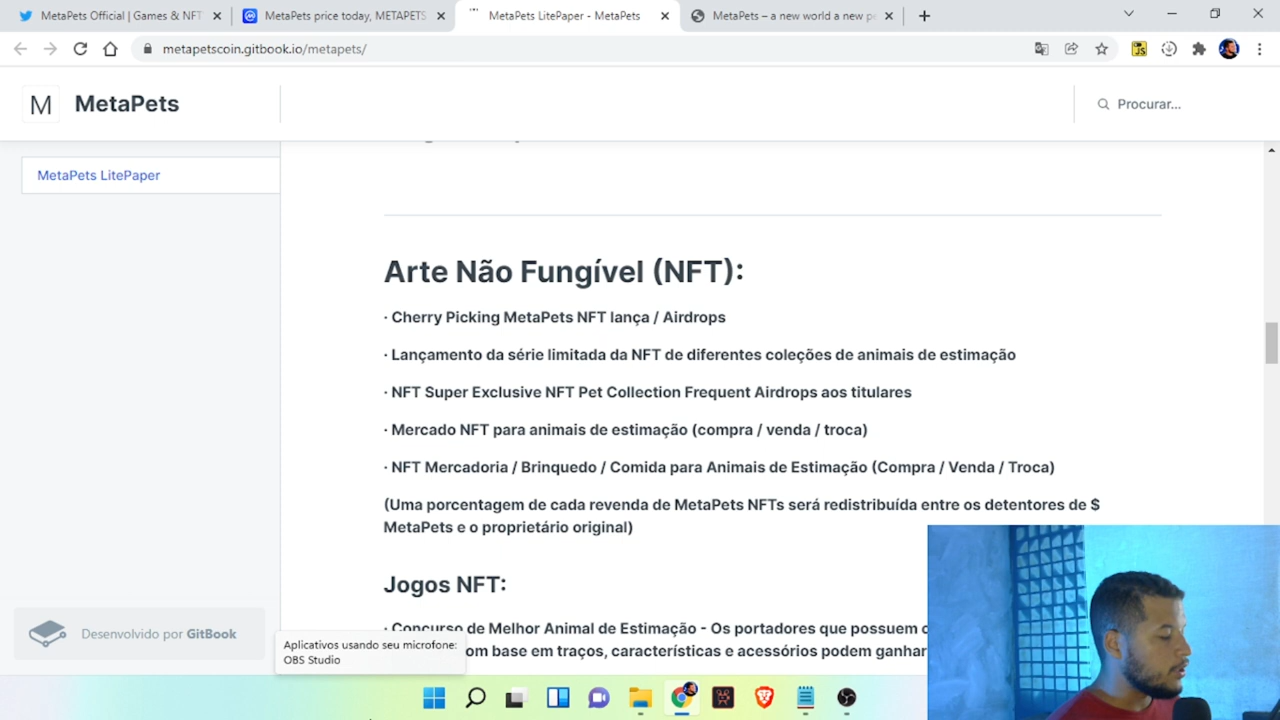 MetaPets Official | Games & NFT
MetaPets price today, METAPETS
MetaPets LitePaper - MetaPets
MetaPets – a new world a new pe
metapetscoin.gitbook.io/metapets/
JS
M
MetaPets
Procurar...
MetaPets LitePaper
Arte Não Fungível (NFT):
· Cherry Picking MetaPets NFT lança / Airdrops
· Lançamento da série limitada da NFT de diferentes coleções de animais de estimação
· NFT Super Exclusive NFT Pet Collection Frequent Airdrops aos titulares
· Mercado NFT para animais de estimação (compra / venda / troca)
· NFT Mercadoria / Brinquedo / Comida para Animais de Estimação (Compra / Venda / Troca)
(Uma porcentagem de cada revenda de MetaPets NFTs será redistribuída entre os detentores de $
MetaPets e o proprietário original)
Jogos NFT:
· Concurso de Melhor Animal de Estimação - Os portadores que possuem
com base em traços, características e acessórios podem ganhar
Desenvolvido por GitBook
Aplicativos usando seu microfone:
OBS Studio